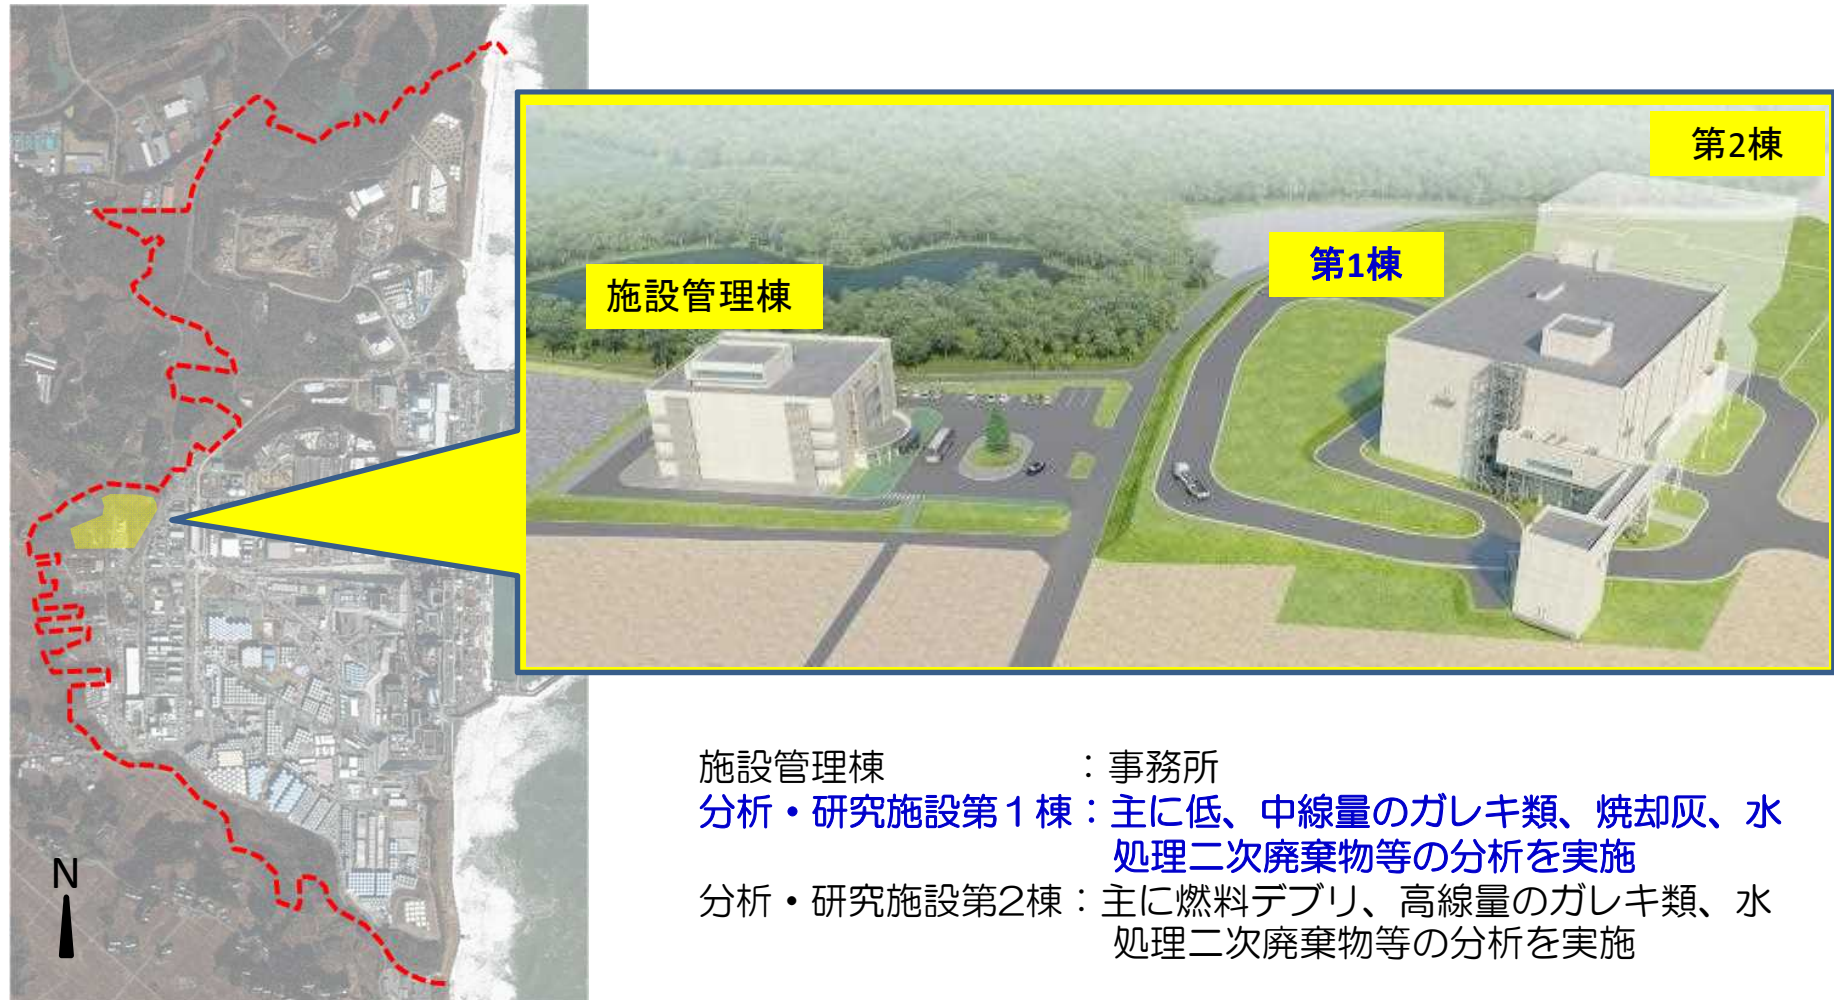 第2棟
第1棟
施設管理棟
N
施設管理棟　　　　　：事務所
分析・研究施設第１棟：主に低、中線量のガレキ類、焼却灰、水
処理二次廃棄物等の分析を実施
分析・研究施設第2棟：主に燃料デブリ、高線量のガレキ類、水
処理二次廃棄物等の分析を実施